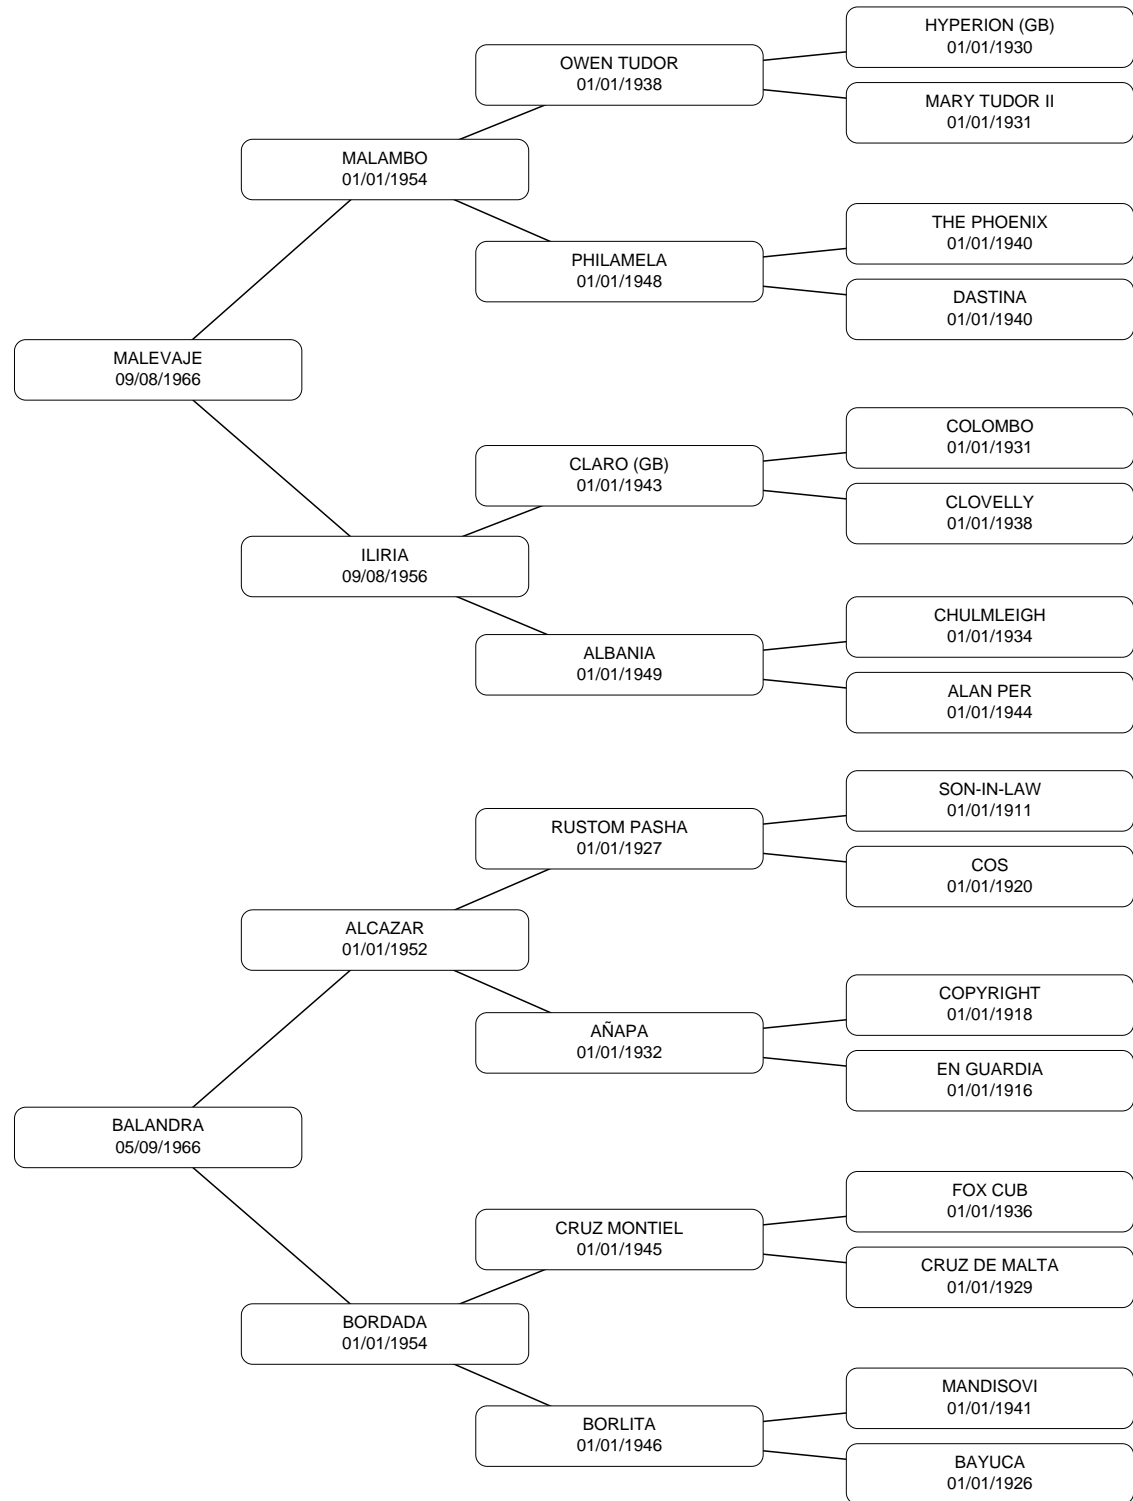 HYPERION (GB)
01/01/1930
OWEN TUDOR
01/01/1938
MARY TUDOR II
01/01/1931
MALAMBO
01/01/1954
THE PHOENIX
01/01/1940
PHILAMELA
01/01/1948
DASTINA
01/01/1940
MALEVAJE
09/08/1966
COLOMBO
01/01/1931
CLARO (GB)
01/01/1943
CLOVELLY
01/01/1938
ILIRIA
09/08/1956
CHULMLEIGH
01/01/1934
ALBANIA
01/01/1949
ALAN PER
01/01/1944
SON-IN-LAW
01/01/1911
RUSTOM PASHA
01/01/1927
COS
01/01/1920
ALCAZAR
01/01/1952
COPYRIGHT
01/01/1918
AÑAPA
01/01/1932
EN GUARDIA
01/01/1916
BALANDRA
05/09/1966
FOX CUB
01/01/1936
CRUZ MONTIEL
01/01/1945
CRUZ DE MALTA
01/01/1929
BORDADA
01/01/1954
MANDISOVI
01/01/1941
BORLITA
01/01/1946
BAYUCA
01/01/1926